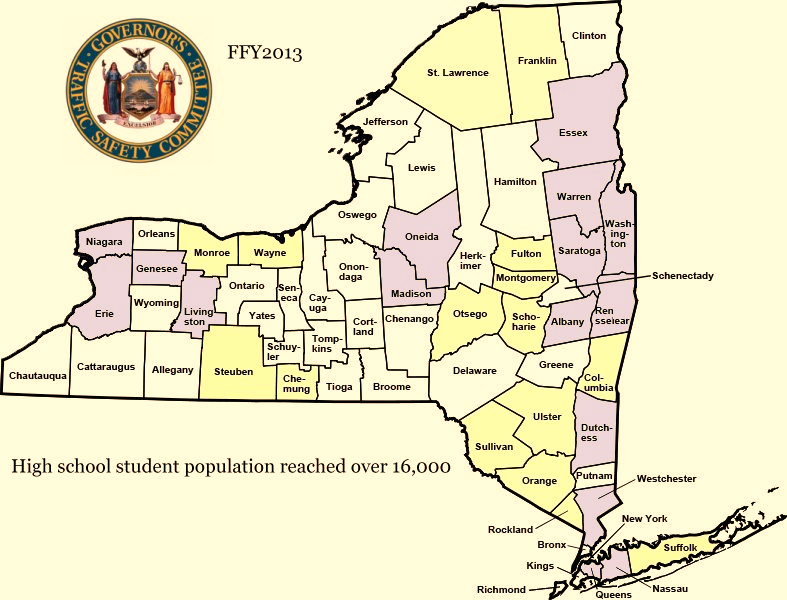 GOVERNOR'S
TRAFFIC SAFETY COMMITTEE
EXCELSIOR
FFY2013
Clinton
Franklin
St. Lawrence
Jefferson
Essex
Lewis
Hamilton
Warren
Wash-
ing-
ton
Oswego
Oneida
Herk-
imer
Fulton
Saratoga
Montgomery
Schenectady
Niagara
Orleans
Monroe
Wayne
Genesee
Erie
Wyoming
Living
ston
Ontario
Sen-
eca
Yates
Cay-
uga
Onon-
daga
Madison
Cort-
land
Chenango
Otsego
Scho-
harie
Albany
Ren
sselear
Chautauqua
Cattaraugus
Allegany
Steuben
Schuy-
ler
Che-
mung
Tomp-
kins
Tioga
Broome
Delaware
Greene
Col-
umbia
Ulster
Dutch-
ess
Sullivan
Orange
Putnam
Westchester
High school student population reached over 16,000
Rockland
New York
Bronx
Suffolk
Kings
Richmond
Queens
Nassau